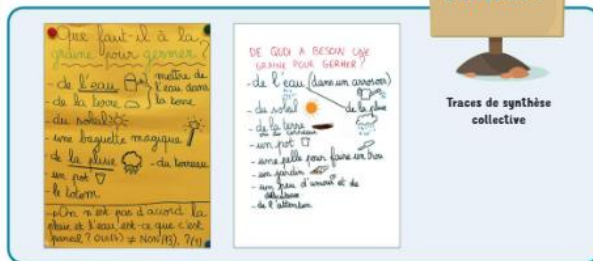 Que faut-il à la
graine pour germer ?
- de l'eau
mettre de
l'eau dans
la terre
- de la terre
- du soleil
- une baguette magique
- de la pluie
- du terreau
- un pot
- le totem
On n'est pas d'accord la
pluie et l'eau est-ce que c'est
pareil ?
DE QUOI A BESOIN UNE
GRAINE POUR GERMER ?
- de l'eau (dans un arrosoir)
- du soleil
de la pluie
- de la terre
ou du terreau
- un pot
- une pelle pour faire un trou
- un jardin
- un peu d'amour et de
- de l'attention
Traces de synthèse
collective